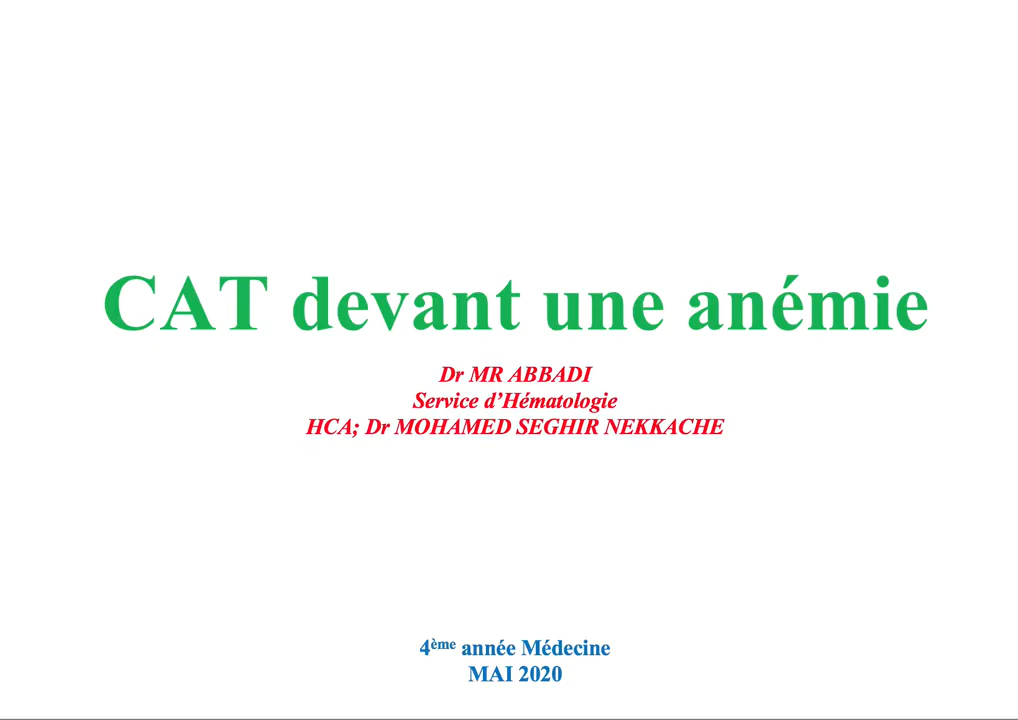 CAT devant une anémie
Dr MR ABBADI
Service d’Hématologie
HCA; Dr MOHAMED SEGHIR NEKKACHE
4ème année Médecine
MAI 2020